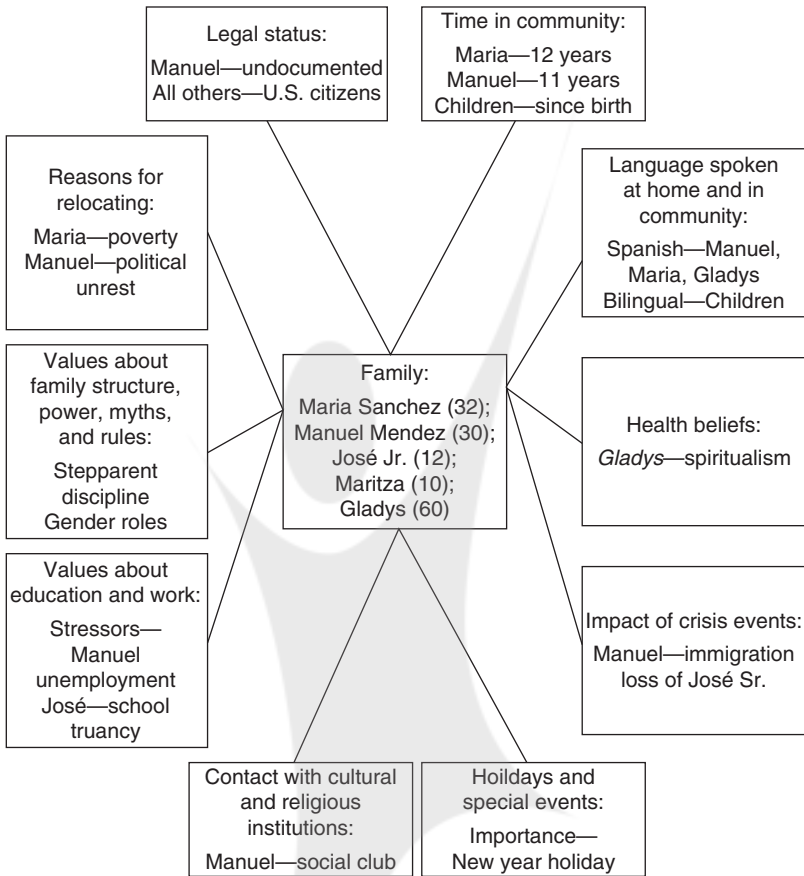 Legal status:
Manuel—undocumented
All others—U.S. citizens
Time in community:
Maria—12 years
Manuel—11 years
Children—since birth
Reasons for
relocating:
Maria—poverty
Manuel—political
unrest
Language spoken
at home and in
community:
Spanish—Manuel,
Maria, Gladys
Bilingual—Children
Values about
family structure,
power, myths,
and rules:
Stepparent
discipline
Gender roles
Family:
Maria Sanchez (32);
Manuel Mendez (30);
José Jr. (12);
Maritza (10);
Gladys (60)
Health beliefs:
Gladys—spiritualism
Values about
education and work:
Stressors—
Manuel
unemployment
José—school
truancy
Impact of crisis events:
Manuel—immigration
loss of José Sr.
Contact with cultural
and religious
institutions:
Manuel—social club
Hoildays and
special events:
Importance—
New year holiday